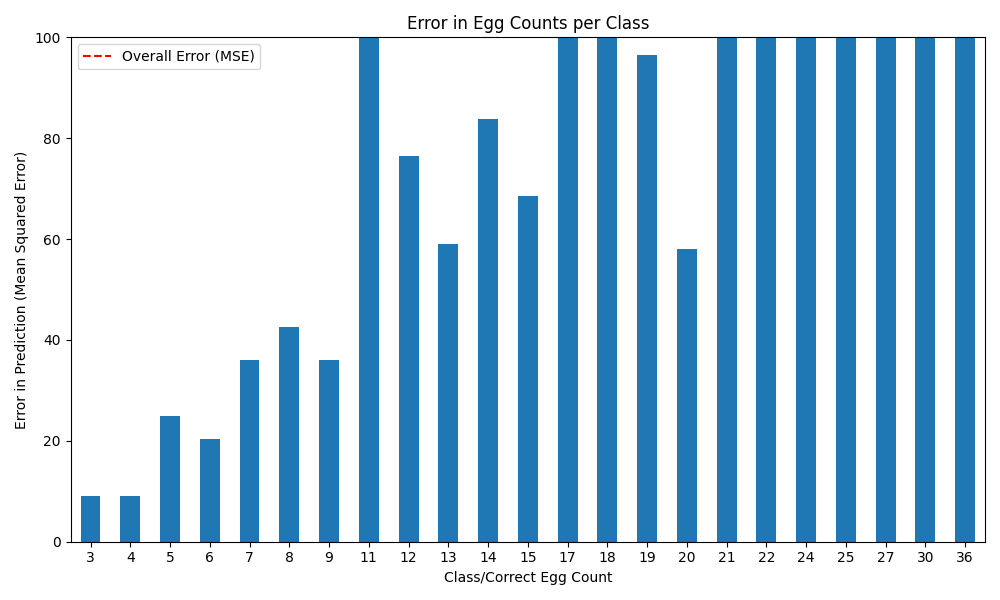 Error in Egg Counts per Class
Overall Error (MSE)
Error in Prediction (Mean Squared Error)
100
80
60
40
20
0
3 4 5 6 7 8 9 11 12 13 14 15 17 18 19 20 21 22 24 25 27 30 36
Class/Correct Egg Count